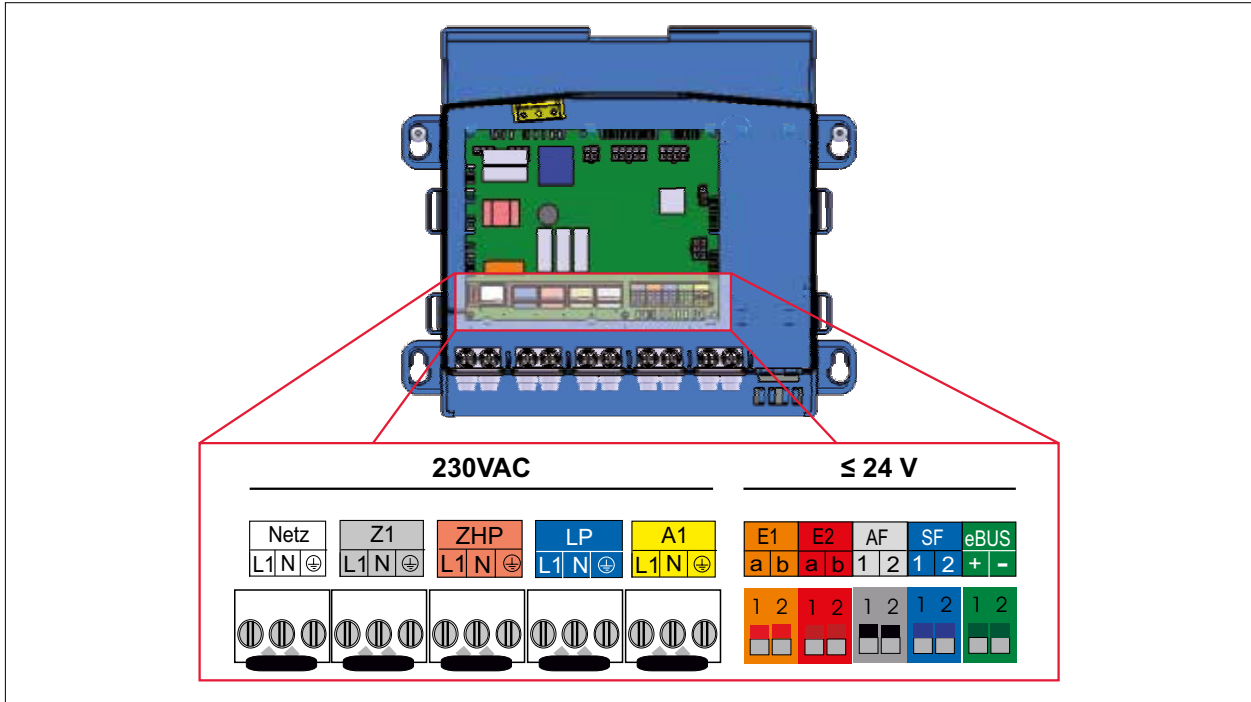 230VAC ≤ 24 V
Netz Z1 ZHP LP A1 E1 E2 AF SF eBUS
L1 N ⏚ L1 N ⏚ L1 N ⏚ L1 N ⏚ L1 N ⏚ a b a b 1 2 1 2 + -
1 2 1 2 1 2 1 2 1 2